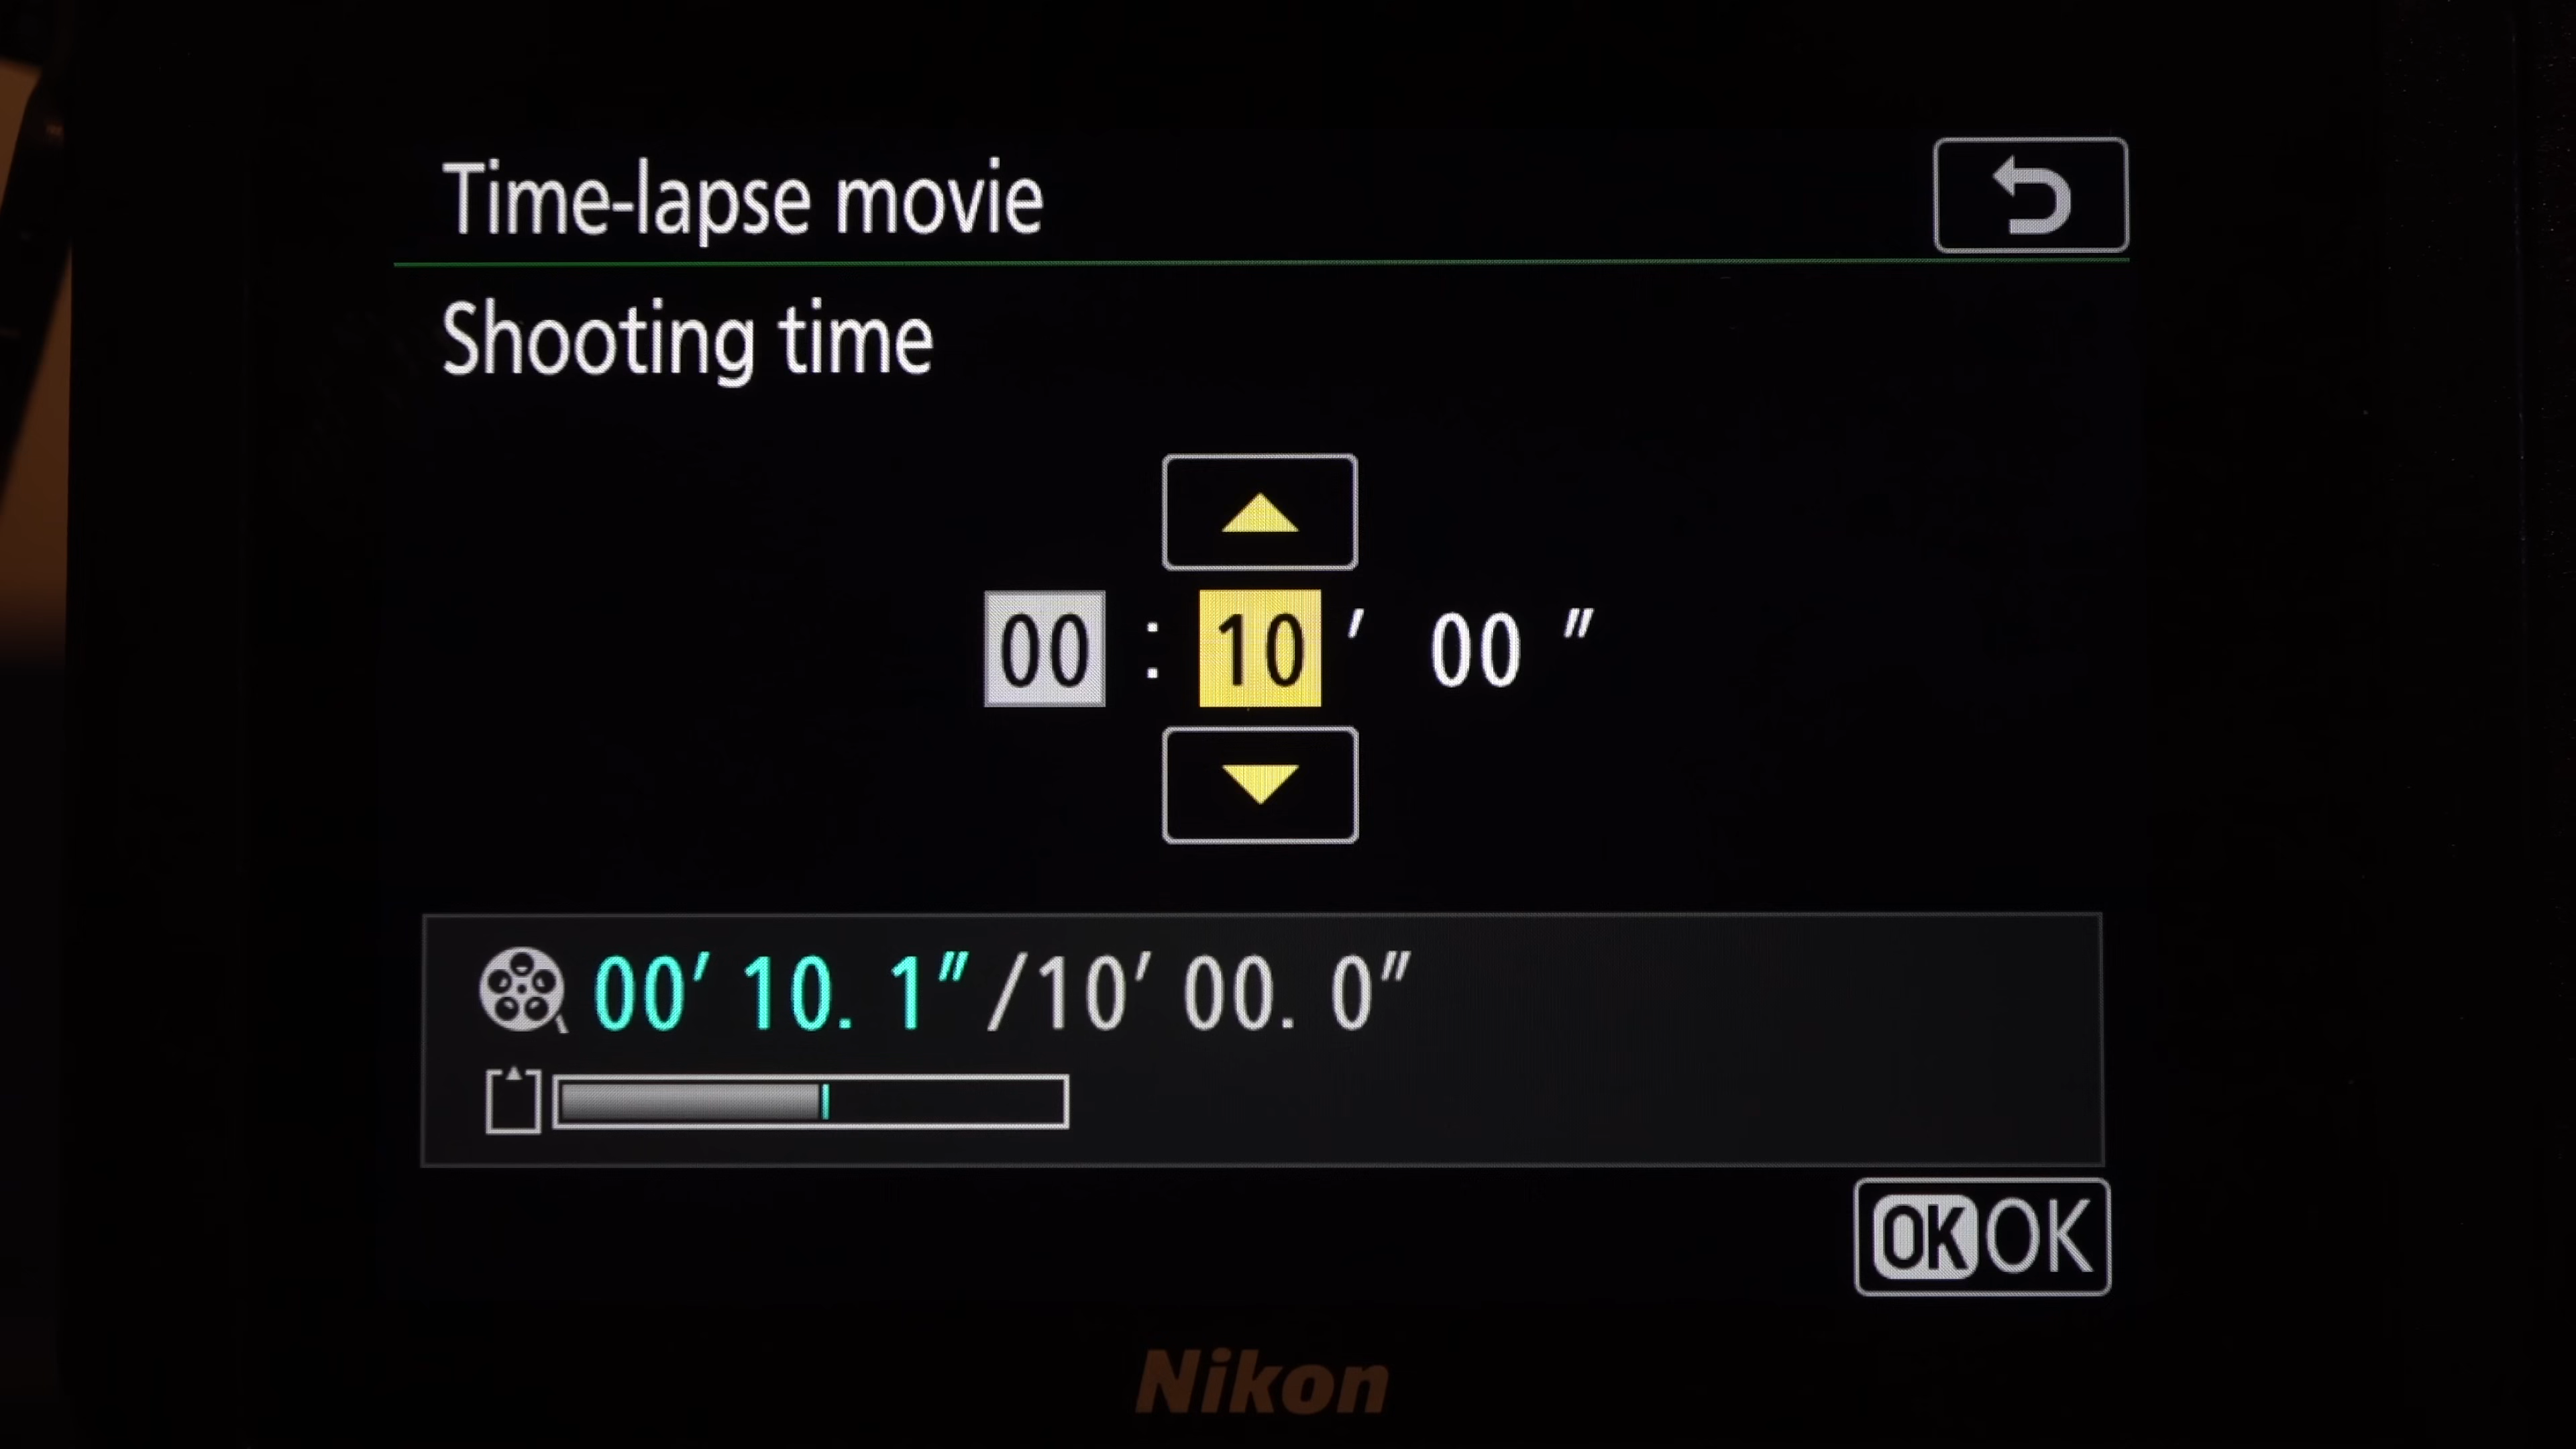 Time-lapse movie
Shooting time
00 : 10 ′ 00 ″
00′ 10. 1″ /10′ 00. 0″
OK OK
Nikon